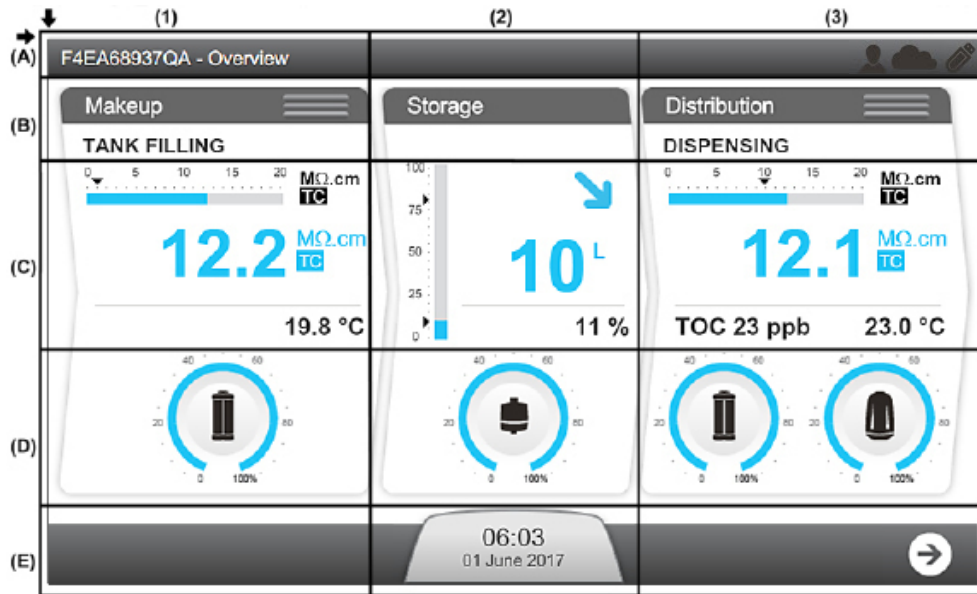 (1) (2) (3)
(A) F4EA68937QA - Overview
(B) Makeup Storage Distribution
TANK FILLING DISPENSING
0 5 10 15 20 MΩ.cm
TC
100
75
50
25
0
0 5 10 15 20 MΩ.cm
TC
(C) 12.2 MΩ.cm
TC
10 L
12.1 MΩ.cm
TC
19.8 °C 11 % TOC 23 ppb 23.0 °C
40 60 40 60 40 60 40 60
(D) 20 80 20 80 20 80 20 80
0 100% 0 100% 0 100% 0 100%
06:03
(E) 01 June 2017